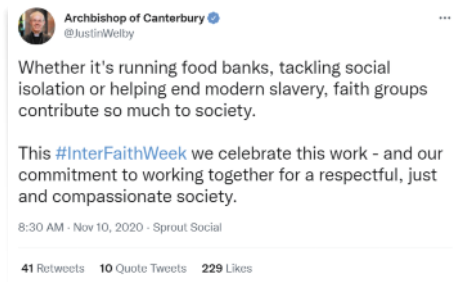 Archbishop of Canterbury
@JustinWelby
Whether it's running food banks, tackling social
isolation or helping end modern slavery, faith groups
contribute so much to society.
This #InterFaithWeek we celebrate this work - and our
commitment to working together for a respectful, just
and compassionate society.
8:30 AM · Nov 10, 2020 · Sprout Social
41 Retweets 10 Quote Tweets 229 Likes